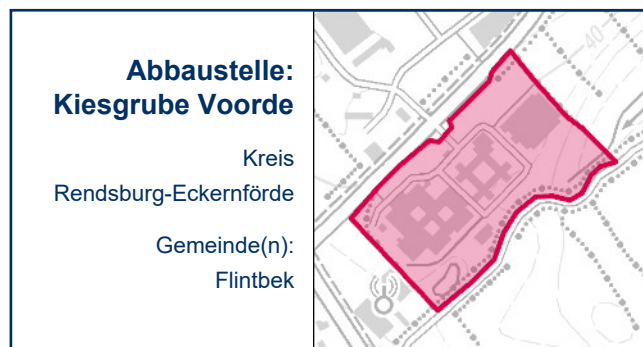 Abbaustelle:
Kiesgrube Voorde
Kreis
Rendsburg-Eckernförde
Gemeinde(n):
Flintbek
40